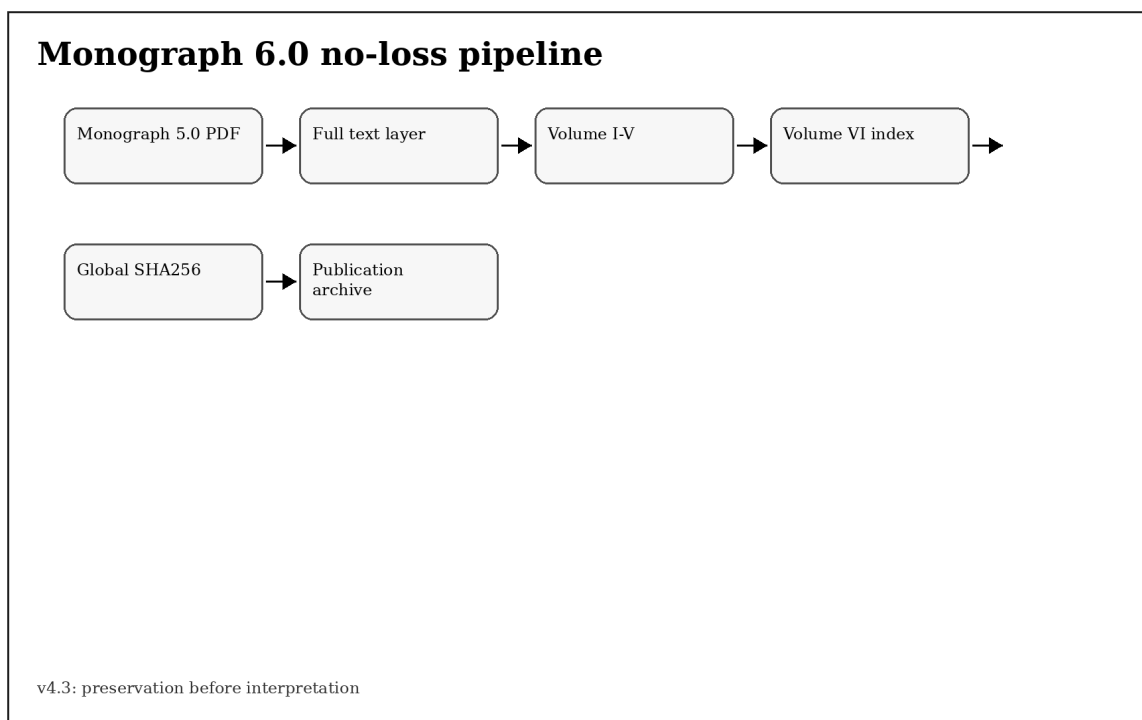 Monograph 6.0 no-loss pipeline
Monograph 5.0 PDF
Full text layer
Volume I-V
Volume VI index
Global SHA256
Publication
archive
v4.3: preservation before interpretation